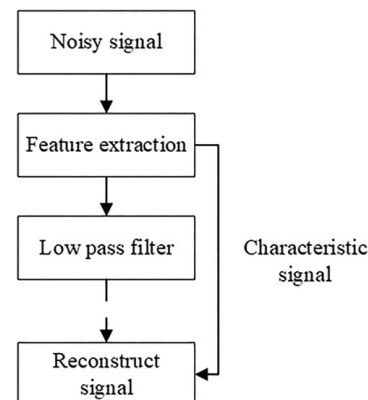 Noisy signal
Feature extraction
Low pass filter
Characteristic
signal
Reconstruct
signal